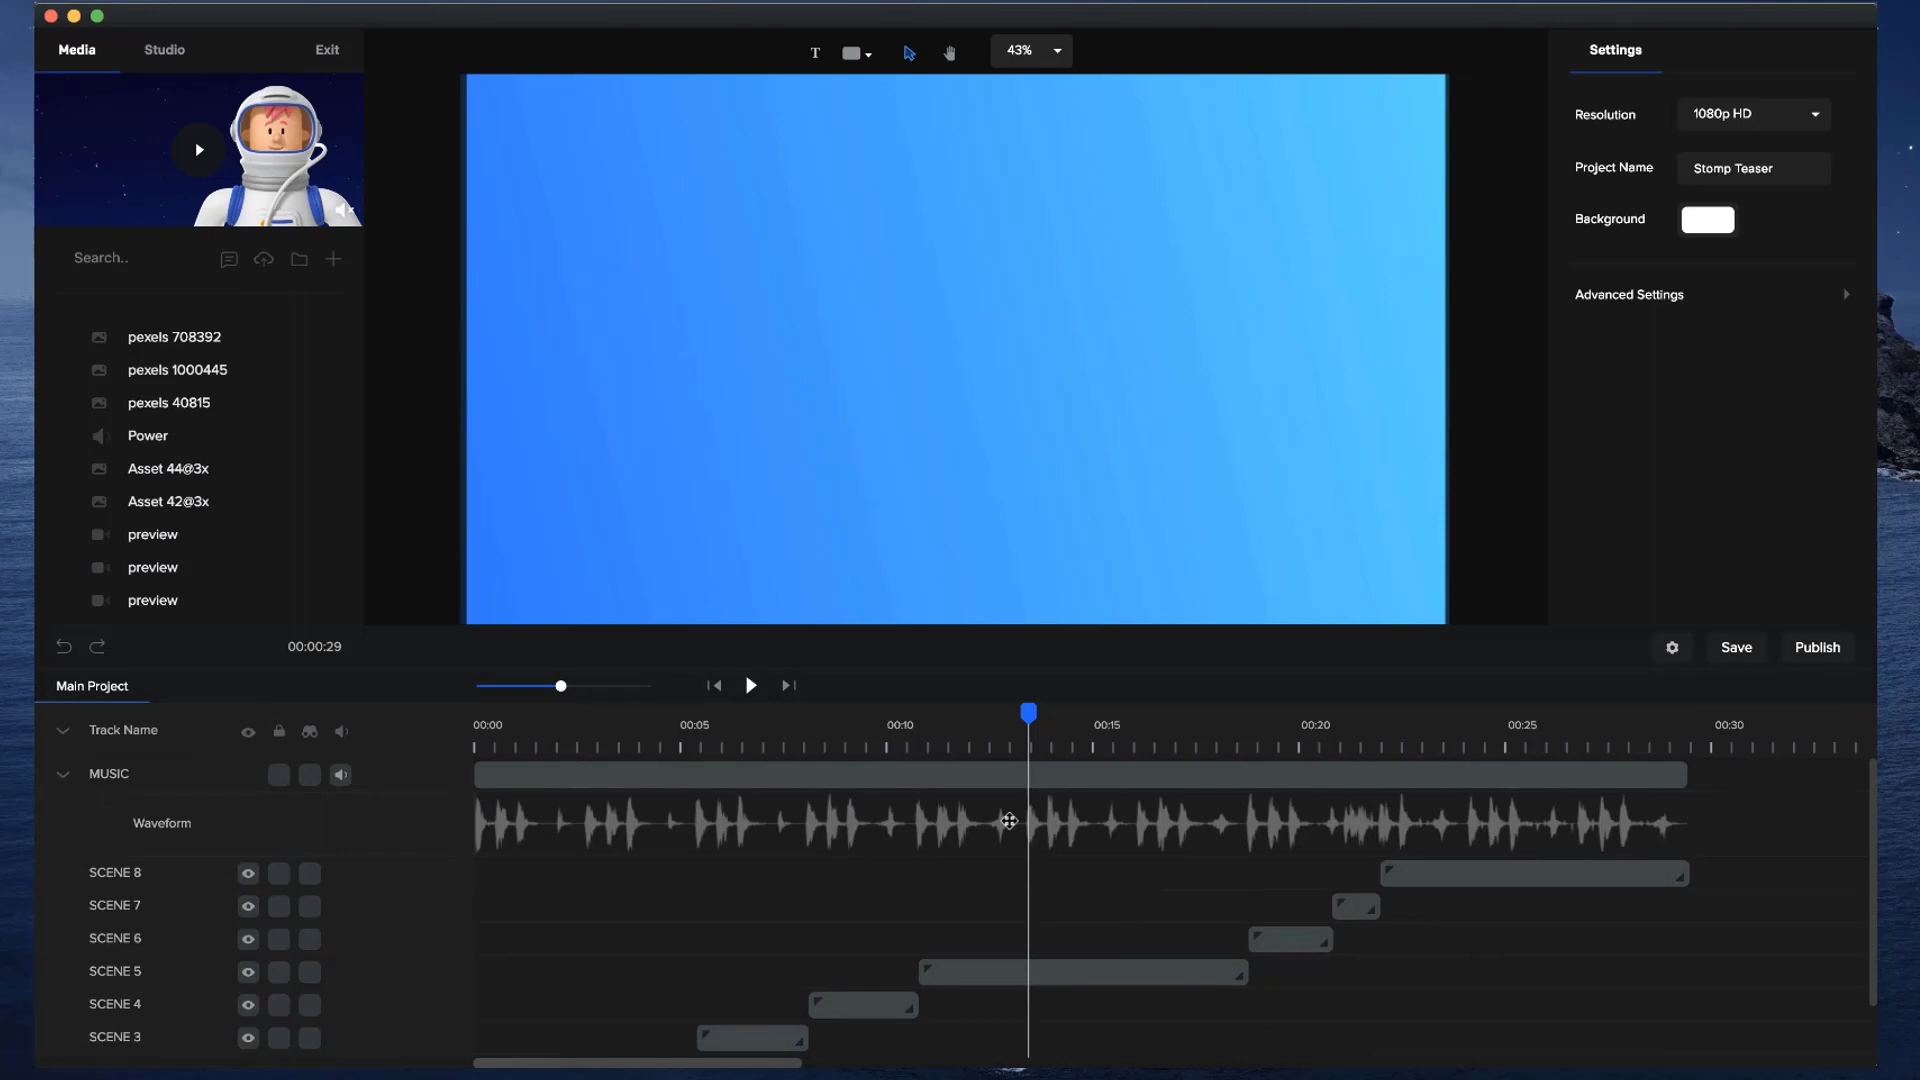 Media Studio Exit
T 43%
Settings
Resolution 1080p HD
Project Name Stomp Teaser
Background
Advanced Settings
Search..
pexels 708392
pexels 1000445
pexels 40815
Power
Asset 44@3x
Asset 42@3x
preview
preview
preview
00:00:29
Save Publish
Main Project
Track Name
00:00 00:05 00:10 00:15 00:20 00:25 00:30
MUSIC
Waveform
SCENE 8
SCENE 7
SCENE 6
SCENE 5
SCENE 4
SCENE 3